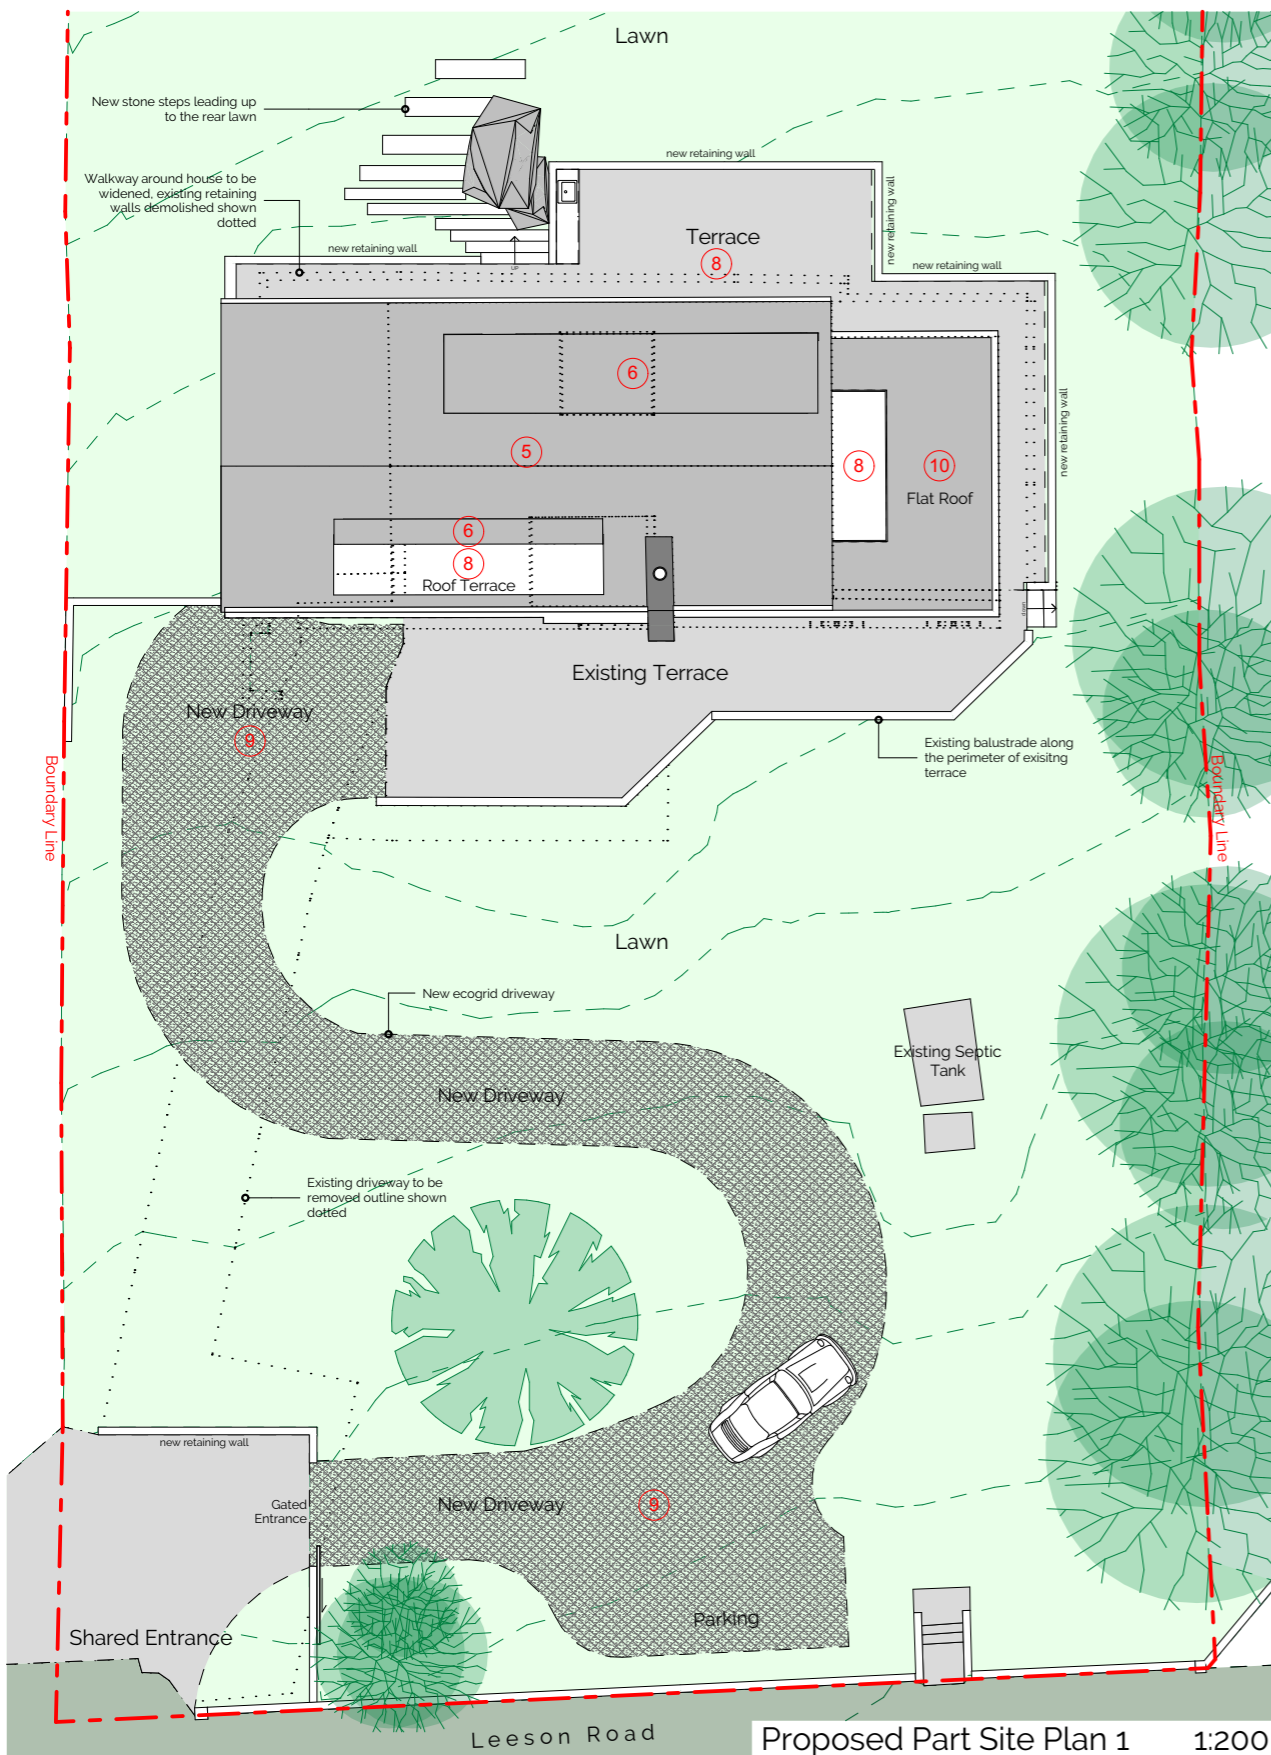 Lawn
New stone steps leading up
to the rear lawn
new retaining wall
Walkway around house to be
widened, existing retaining
walls demolished shown
dotted
new retaining wall
Terrace
8
new retaining wall
new retaining wall
UP
6
5
8
10
Flat Roof
new retaining wall
6
8
Roof Terrace
Existing Terrace
New Driveway
9
Existing balustrade along
the perimeter of exisitng
terrace
Boundary Line
Boundary Line
Lawn
New ecogrid driveway
Existing Septic
Tank
New Driveway
Existing driveway to be
removed outline shown
dotted
new retaining wall
Gated
Entrance
New Driveway
9
Parking
Shared Entrance
Leeson Road
Proposed Part Site Plan 1 1:200